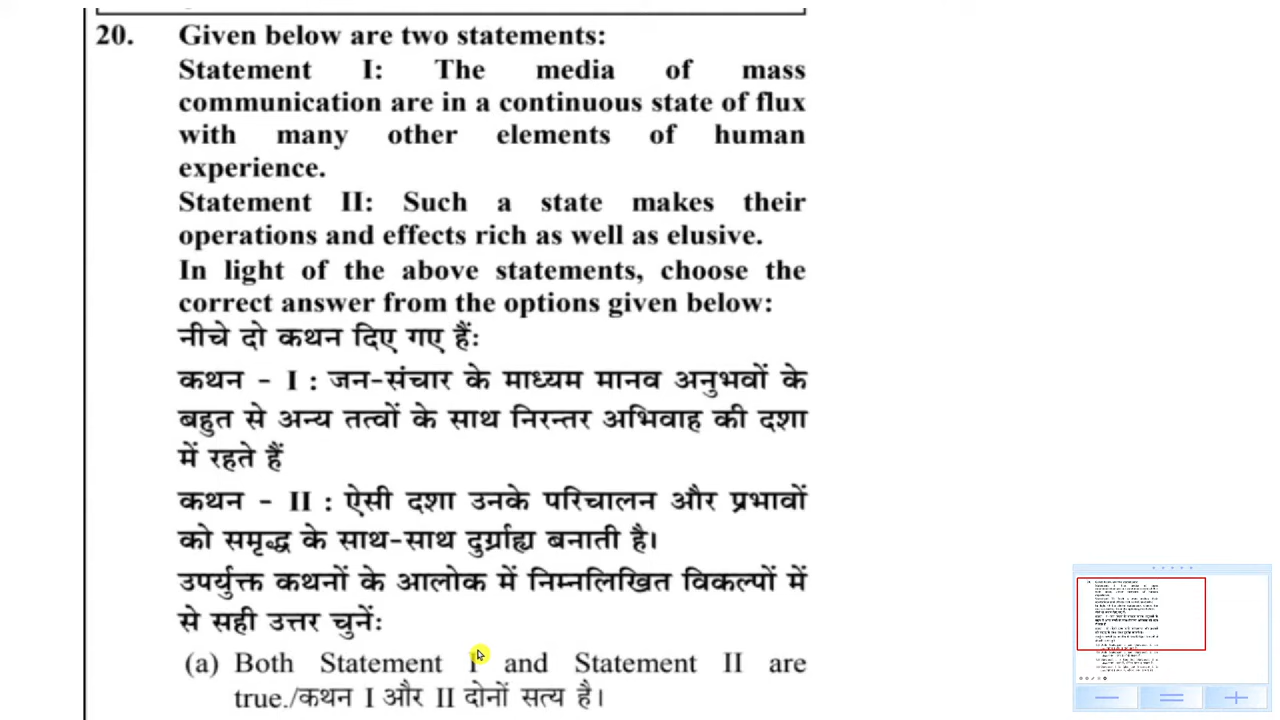 20. Given below are two statements:
Statement I: The media of mass
communication are in a continuous state of flux
with many other elements of human
experience.
Statement II: Such a state makes their
operations and effects rich as well as elusive.
In light of the above statements, choose the
correct answer from the options given below:
नीचे दो कथन दिए गए हैं:
कथन - I : जन-संचार के माध्यम मानव अनुभवों के
बहुत से अन्य तत्वों के साथ निरन्तर अभिवाह की दशा
में रहते हैं
कथन - II : ऐसी दशा उनके परिचालन और प्रभावों
को समृद्ध के साथ-साथ दुर्ग्राह्य बनाती है।
उपर्युक्त कथनों के आलोक में निम्नलिखित विकल्पों में
से सही उत्तर चुनें:
(a) Both Statement I and Statement II are
true./कथन I और II दोनों सत्य है।